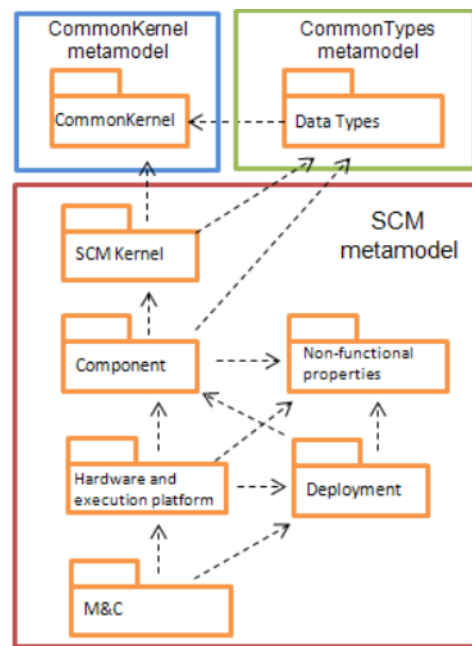 CommonKernel
metamodel
CommonKernel
CommonTypes
metamodel
Data Types
SCM
metamodel
SCM Kernel
Component
Non-functional
properties
Hardware and
execution platform
Deployment
M&C